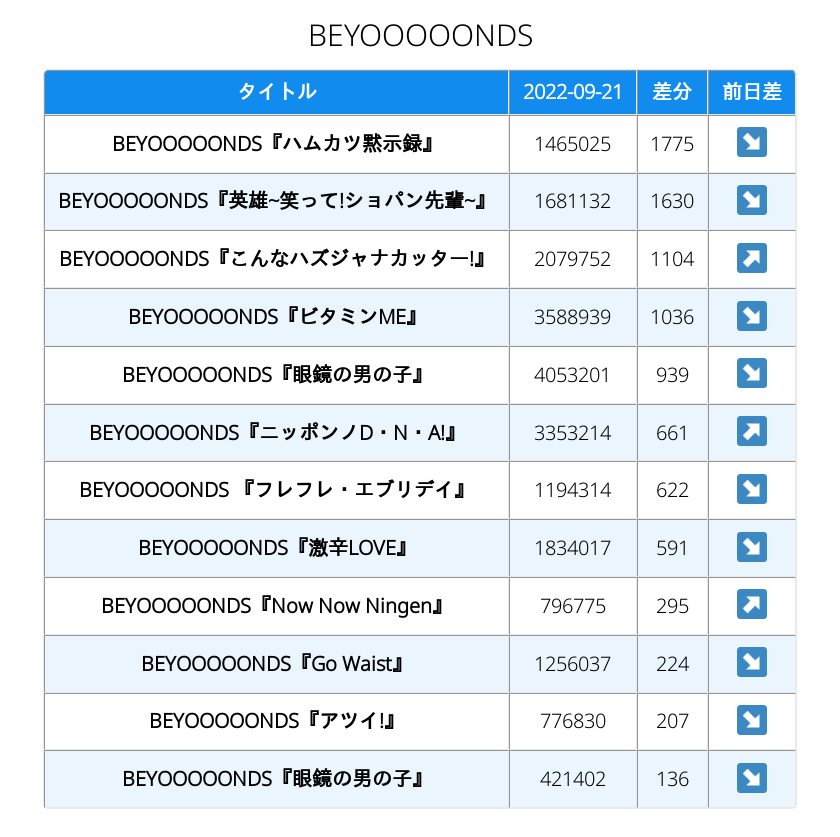 BEYOOOOONDS
タイトル 2022-09-21 差分 前日差
BEYOOOOONDS『ハムカツ黙示録』 1465025 1775 ↘
BEYOOOOONDS『英雄~笑って!ショパン先輩~』 1681132 1630 ↘
BEYOOOOONDS『こんなハズジャナカッター!』 2079752 1104 ↗
BEYOOOOONDS『ビタミンME』 3588939 1036 ↘
BEYOOOOONDS『眼鏡の男の子』 4053201 939 ↘
BEYOOOOONDS『ニッポンノD・N・A!』 3353214 661 ↗
BEYOOOOONDS 『フレフレ・エブリデイ』 1194314 622 ↘
BEYOOOOONDS『激辛LOVE』 1834017 591 ↘
BEYOOOOONDS『Now Now Ningen』 796775 295 ↗
BEYOOOOONDS『Go Waist』 1256037 224 ↘
BEYOOOOONDS『アツイ!』 776830 207 ↘
BEYOOOOONDS『眼鏡の男の子』 421402 136 ↘